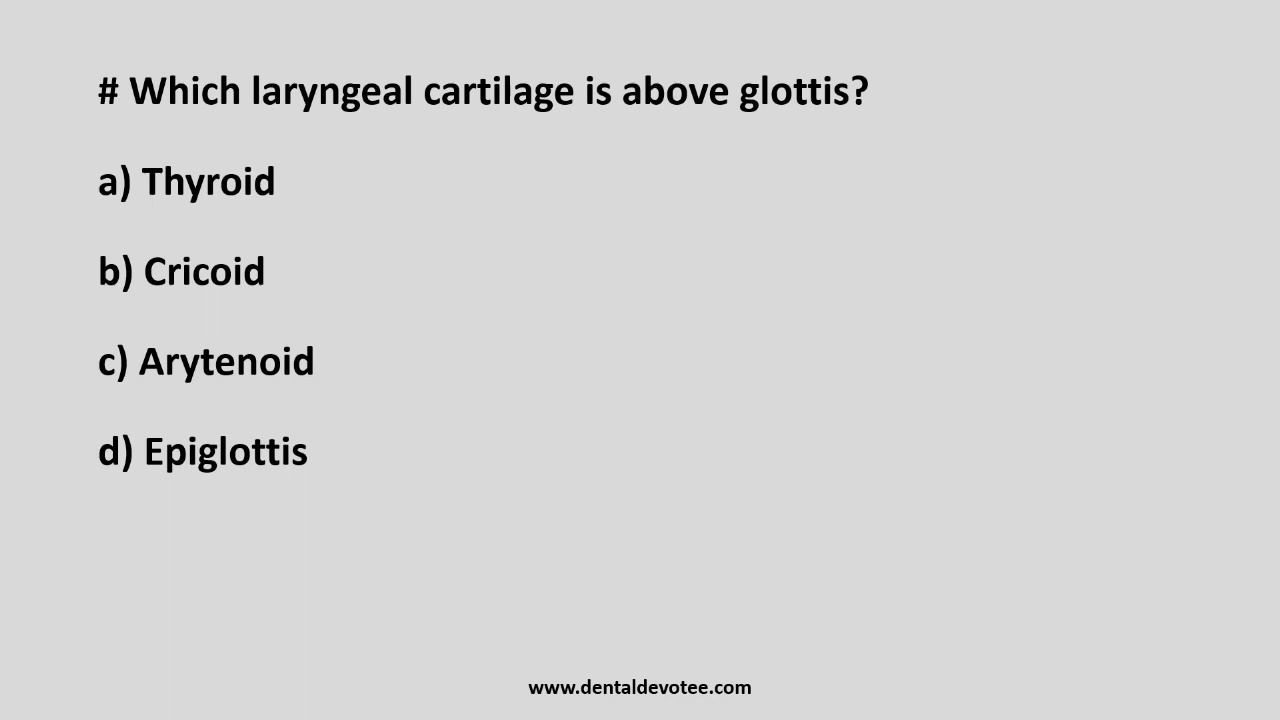 # Which laryngeal cartilage is above glottis?
a) Thyroid
b) Cricoid
c) Arytenoid
d) Epiglottis
www.dentaldevotee.com